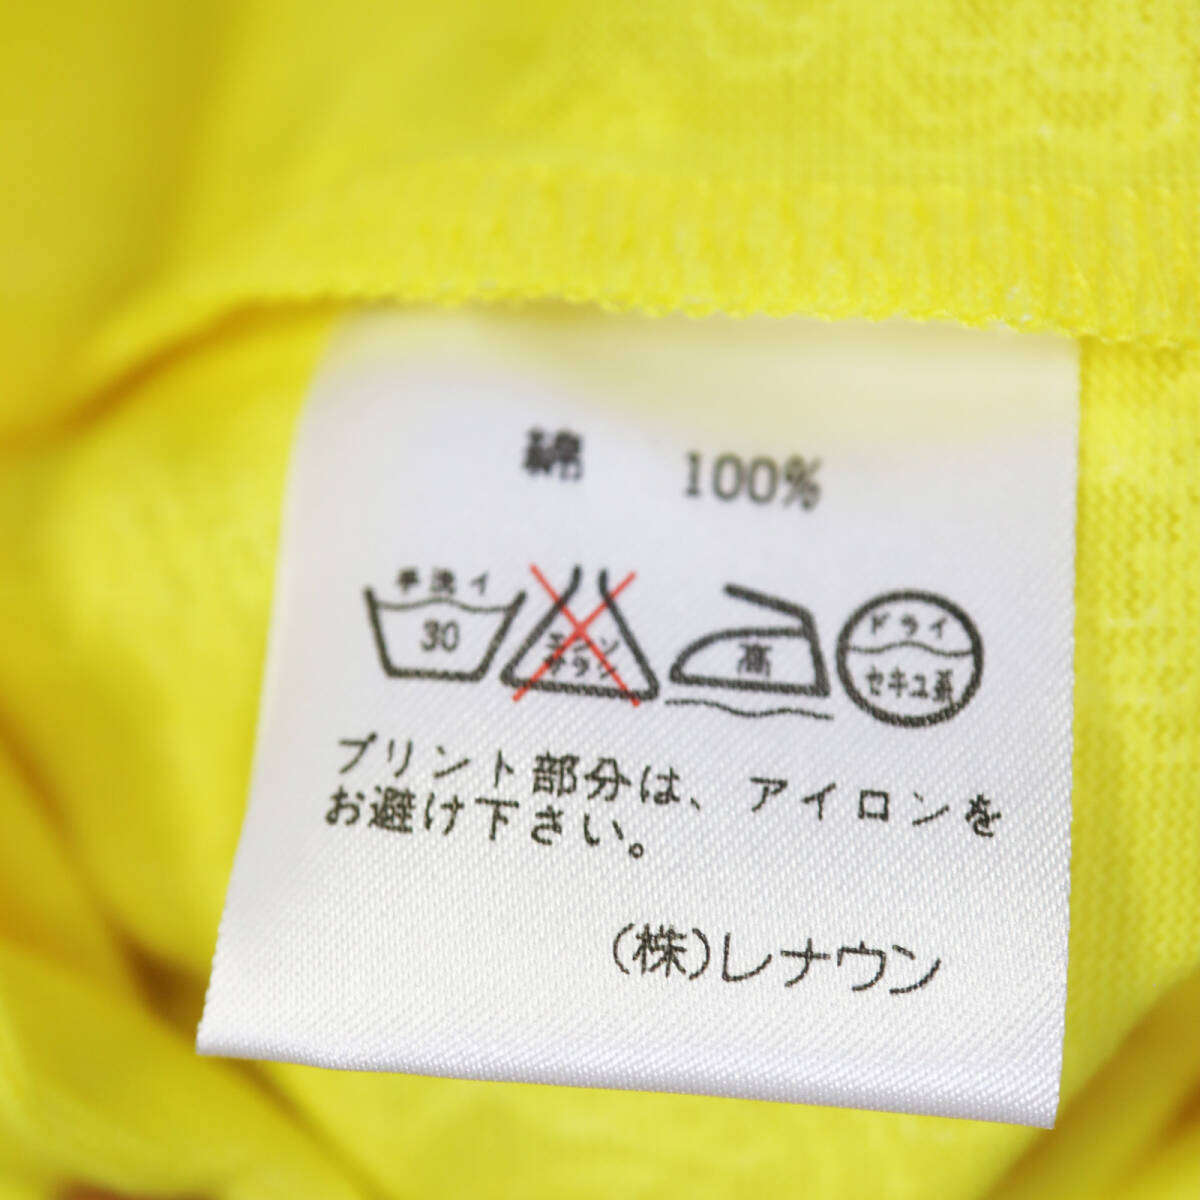 綿 100%
手洗イ
30
エンソ
サラシ
高
ドライ
セキユ系
プリント部分は、アイロンを
お避け下さい。
(株)レナウン